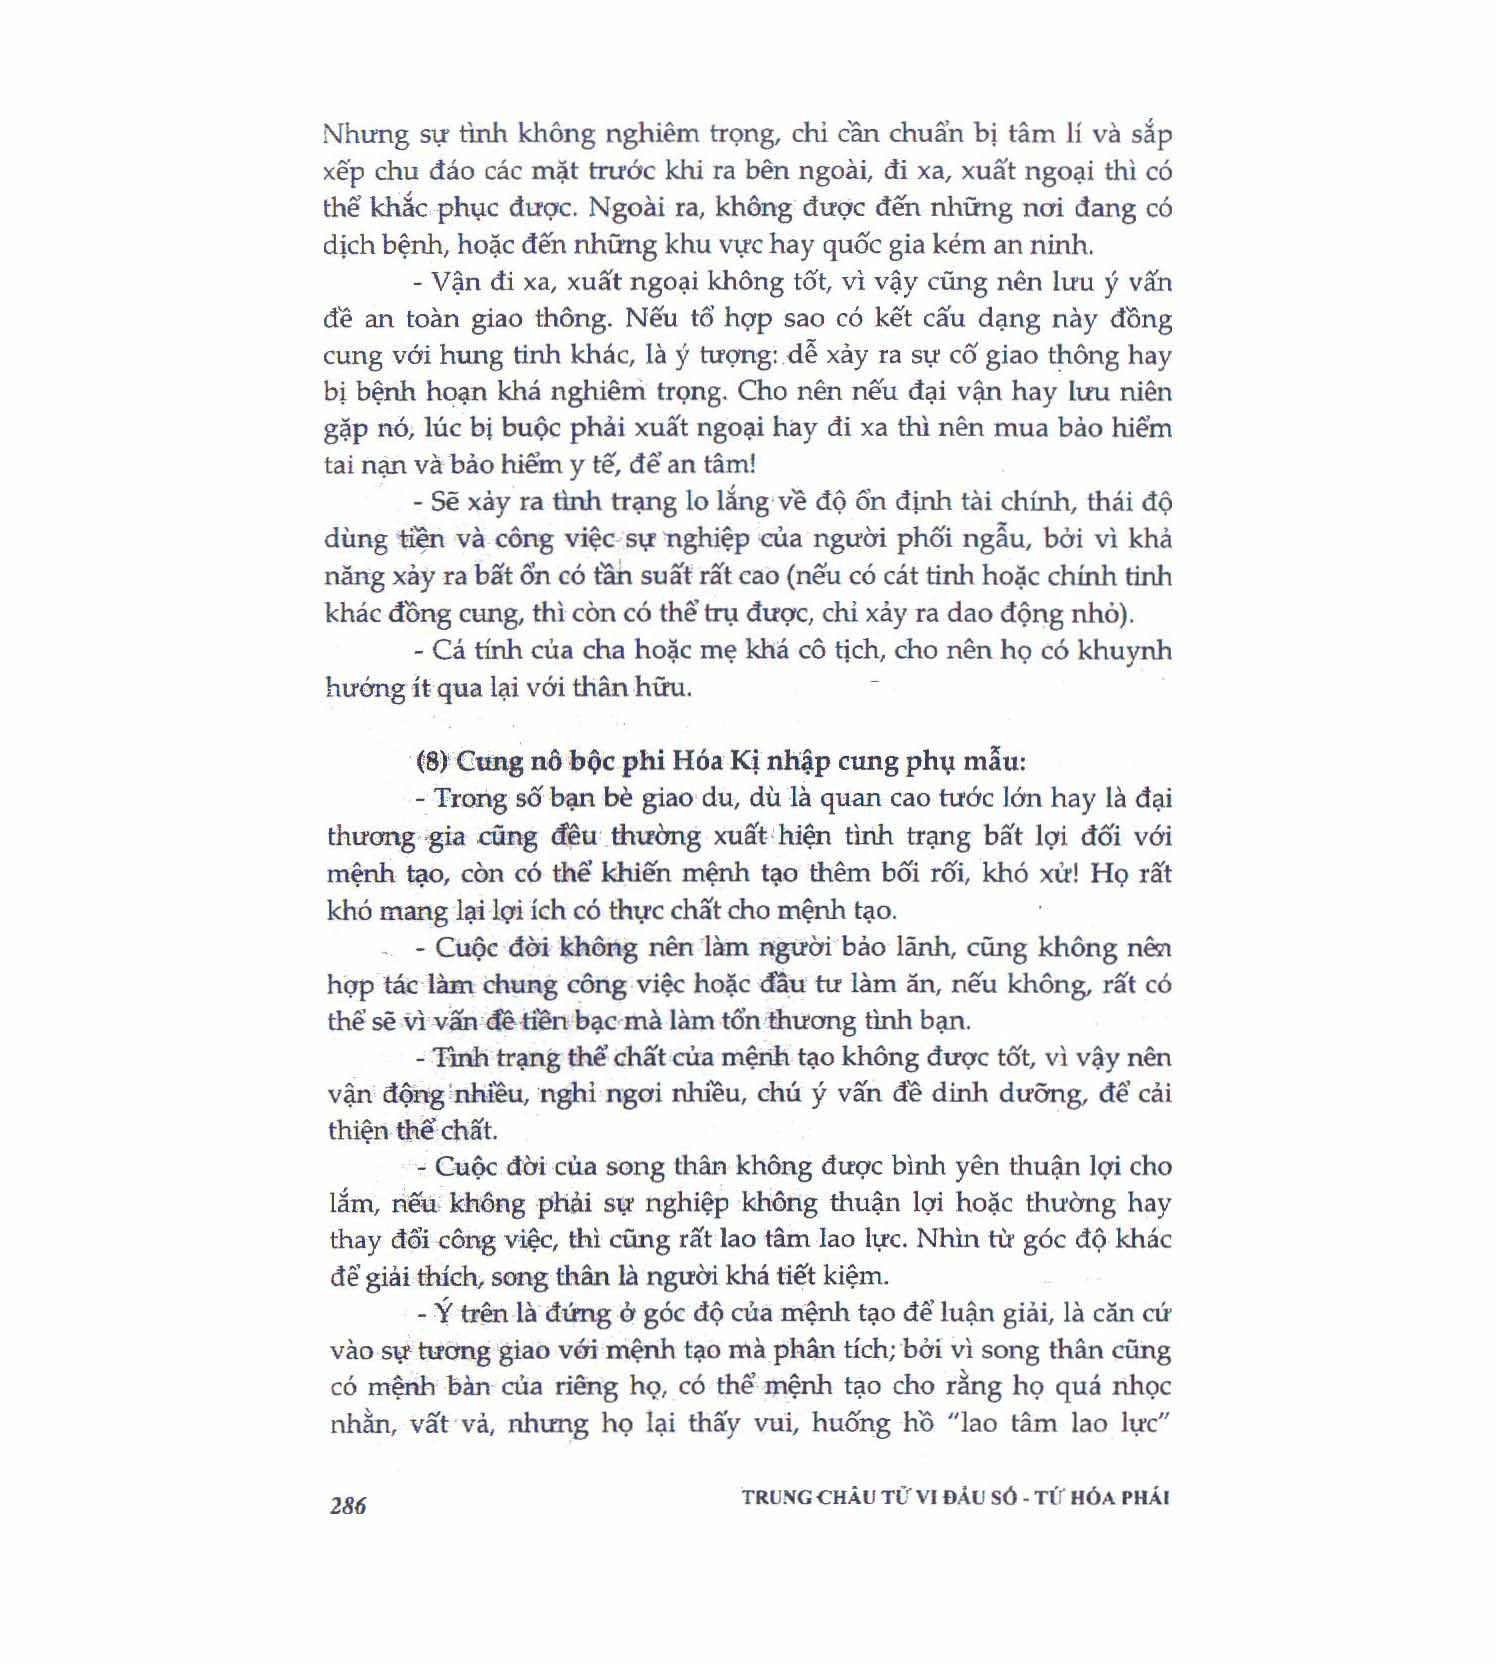 Nhưng sự tình không nghiêm trọng, chỉ cần chuẩn bị tâm lí và sắp
xếp chu đáo các mặt trước khi ra bên ngoài, đi xa, xuất ngoại thì có
thể khắc phục được. Ngoài ra, không được đến những nơi đang có
dịch bệnh, hoặc đến những khu vực hay quốc gia kém an ninh.
- Vận đi xa, xuất ngoại không tốt, vì vậy cũng nên lưu ý vấn
đề an toàn giao thông. Nếu tổ hợp sao có kết cấu dạng này đồng
cung với hung tinh khác, là ý tượng: dễ xảy ra sự cố giao thông hay
bị bệnh hoạn khá nghiêm trọng. Cho nên nếu đại vận hay lưu niên
gặp nó, lúc bị buộc phải xuất ngoại hay đi xa thì nên mua bảo hiểm
tai nạn và bảo hiểm y tế, để an tâm!
- Sẽ xảy ra tình trạng lo lắng về độ ổn định tài chính, thái độ
dùng tiền và công việc sự nghiệp của người phối ngẫu, bởi vì khả
năng xảy ra bất ổn có tần suất rất cao (nếu có cát tinh hoặc chính tinh
khác đồng cung, thì còn có thể trụ được, chỉ xảy ra dao động nhỏ).
- Cá tính của cha hoặc mẹ khá cô tịch, cho nên họ có khuynh
hướng ít qua lại với thân hữu.
(8) Cung nô bộc phi Hóa Kị nhập cung phụ mẫu:
- Trong số bạn bè giao du, dù là quan cao tước lớn hay là đại
thương gia cũng đều thường xuất hiện tình trạng bất lợi đối với
mệnh tạo, còn có thể khiến mệnh tạo thêm bối rối, khó xử! Họ rất
khó mang lại lợi ích có thực chất cho mệnh tạo.
- Cuộc đời không nên làm người bảo lãnh, cũng không nên
hợp tác làm chung công việc hoặc đầu tư làm ăn, nếu không, rất có
thể sẽ vì vấn đề tiền bạc mà làm tổn thương tình bạn.
- Tình trạng thể chất của mệnh tạo không được tốt, vì vậy nên
vận động nhiều, nghỉ ngơi nhiều, chú ý vấn đề dinh dưỡng, để cải
thiện thể chất.
- Cuộc đời của song thân không được bình yên thuận lợi cho
lắm, nếu không phải sự nghiệp không thuận lợi hoặc thường hay
thay đổi công việc, thì cũng rất lao tâm lao lực. Nhìn từ góc độ khác
để giải thích, song thân là người khá tiết kiệm.
- Ý trên là đứng ở góc độ của mệnh tạo để luận giải, là căn cứ
vào sự tương giao với mệnh tạo mà phân tích; bởi vì song thân cũng
có mệnh bàn của riêng họ, có thể mệnh tạo cho rằng họ quá nhọc
nhằn, vất vả, nhưng họ lại thấy vui, huống hồ "lao tâm lao lực"
286
TRUNG CHÂU TỬ VI ĐẨU SỐ - TỨ HÓA PHÁI